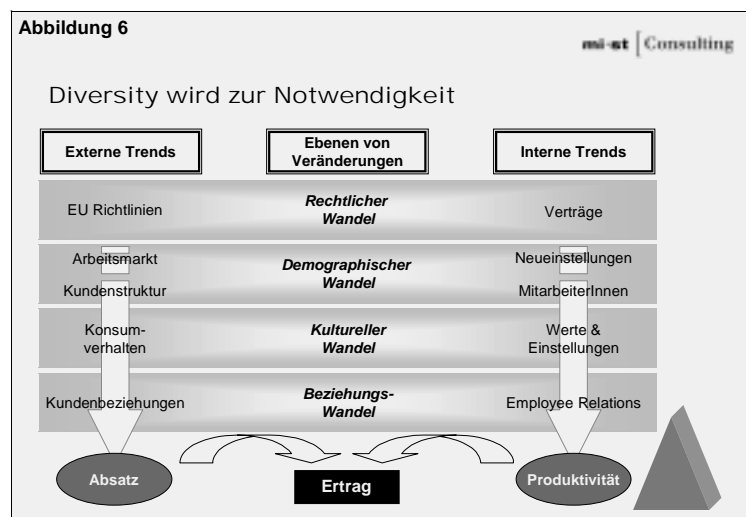 Abbildung 6
mi-st [Consulting
Diversity wird zur Notwendigkeit
Externe Trends
Ebenen von
Veränderungen
Interne Trends
EU Richtlinien
Rechtlicher
Wandel
Verträge
Arbeitsmarkt
Kundenstruktur
Demographischer
Wandel
Neueinstellungen
MitarbeiterInnen
Konsum-
verhalten
Kultureller
Wandel
Werte &
Einstellungen
Kundenbeziehungen
Beziehungs-
Wandel
Employee Relations
Absatz
Ertrag
Produktivität